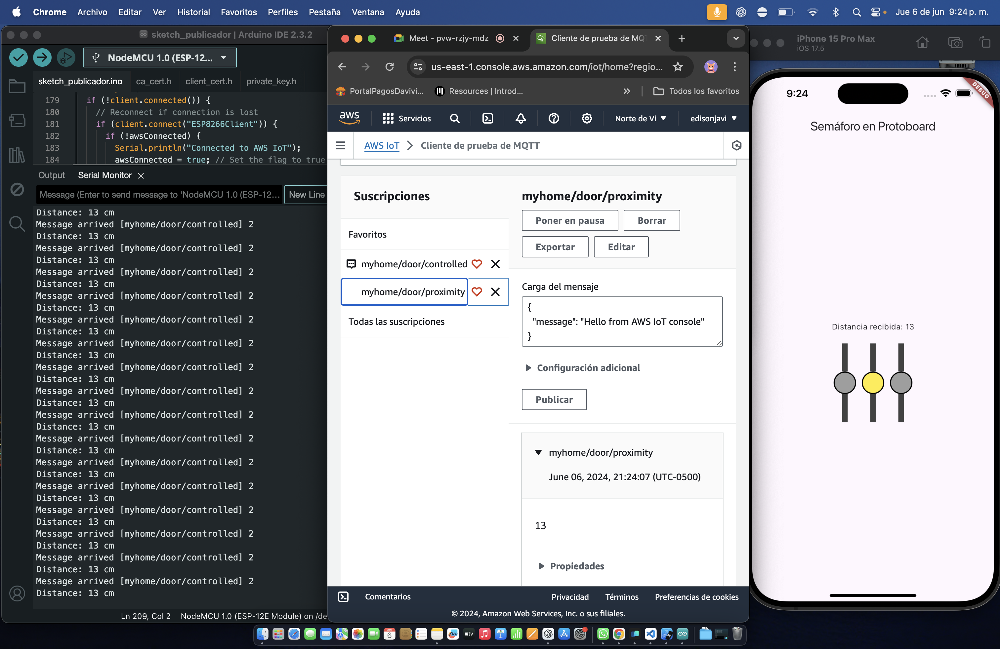 Chrome Archivo Editar Ver Historial Favoritos Perfiles Pestaña Ventana Ayuda
Jue 6 de jun 9:24 p. m.
sketch_publicador | Arduino IDE 2.3.2
NodeMCU 1.0 (ESP-12...
sketch_publicador.ino ca_cert.h client_cert.h private_key.h
179 if (!client.connected()) {
180 // Reconnect if connection is lost
181 if (client.connect("ESP8266Client")) {
182 if (!awsConnected) {
183 Serial.println("Connected to AWS IoT");
184 awsConnected = true; // Set the flag to true
Output Serial Monitor
Message (Enter to send message to 'NodeMCU 1.0 (ESP-12...
New Line
Distance: 13 cm
Message arrived [myhome/door/controlled] 2
Distance: 13 cm
Message arrived [myhome/door/controlled] 2
Distance: 13 cm
Message arrived [myhome/door/controlled] 2
Distance: 13 cm
Message arrived [myhome/door/controlled] 2
Distance: 13 cm
Message arrived [myhome/door/controlled] 2
Distance: 13 cm
Message arrived [myhome/door/controlled] 2
Distance: 13 cm
Message arrived [myhome/door/controlled] 2
Distance: 13 cm
Message arrived [myhome/door/controlled] 2
Distance: 13 cm
Message arrived [myhome/door/controlled] 2
Distance: 13 cm
Message arrived [myhome/door/controlled] 2
Distance: 13 cm
Message arrived [myhome/door/controlled] 2
Distance: 13 cm
Message arrived [myhome/door/controlled] 2
Distance: 13 cm
Message arrived [myhome/door/controlled] 2
Distance: 13 cm
Message arrived [myhome/door/controlled] 2
Distance: 13 cm
Message arrived [myhome/door/controlled] 2
Distance: 13 cm
Message arrived [myhome/door/controlled] 2
Distance: 13 cm
Ln 209, Col 2 NodeMCU 1.0 (ESP-12E Module) on /de
Meet - pvw-rzjy-mdz
Cliente de prueba de MQT
us-east-1.console.aws.amazon.com/iot/home?regio...
PortalPagosDavivi... Resources | Introd... Todos los favoritos
aws Servicios Norte de Vi edisonjavi
AWS IoT Cliente de prueba de MQTT
Suscripciones
Favoritos
myhome/door/controlled
myhome/door/proximity
Todas las suscripciones
myhome/door/proximity
Poner en pausa Borrar
Exportar Editar
Carga del mensaje
{
"message": "Hello from AWS IoT console"
}
Configuración adicional
Publicar
myhome/door/proximity
June 06, 2024, 21:24:07 (UTC-0500)
13
Propiedades
Comentarios Privacidad Términos Preferencias de cookies
© 2024, Amazon Web Services, Inc. o sus filiales.
iPhone 15 Pro Max
iOS 17.5
9:24
DEBUG
Semáforo en Protoboard
Distancia recibida: 13
JUN. 6
tv
1